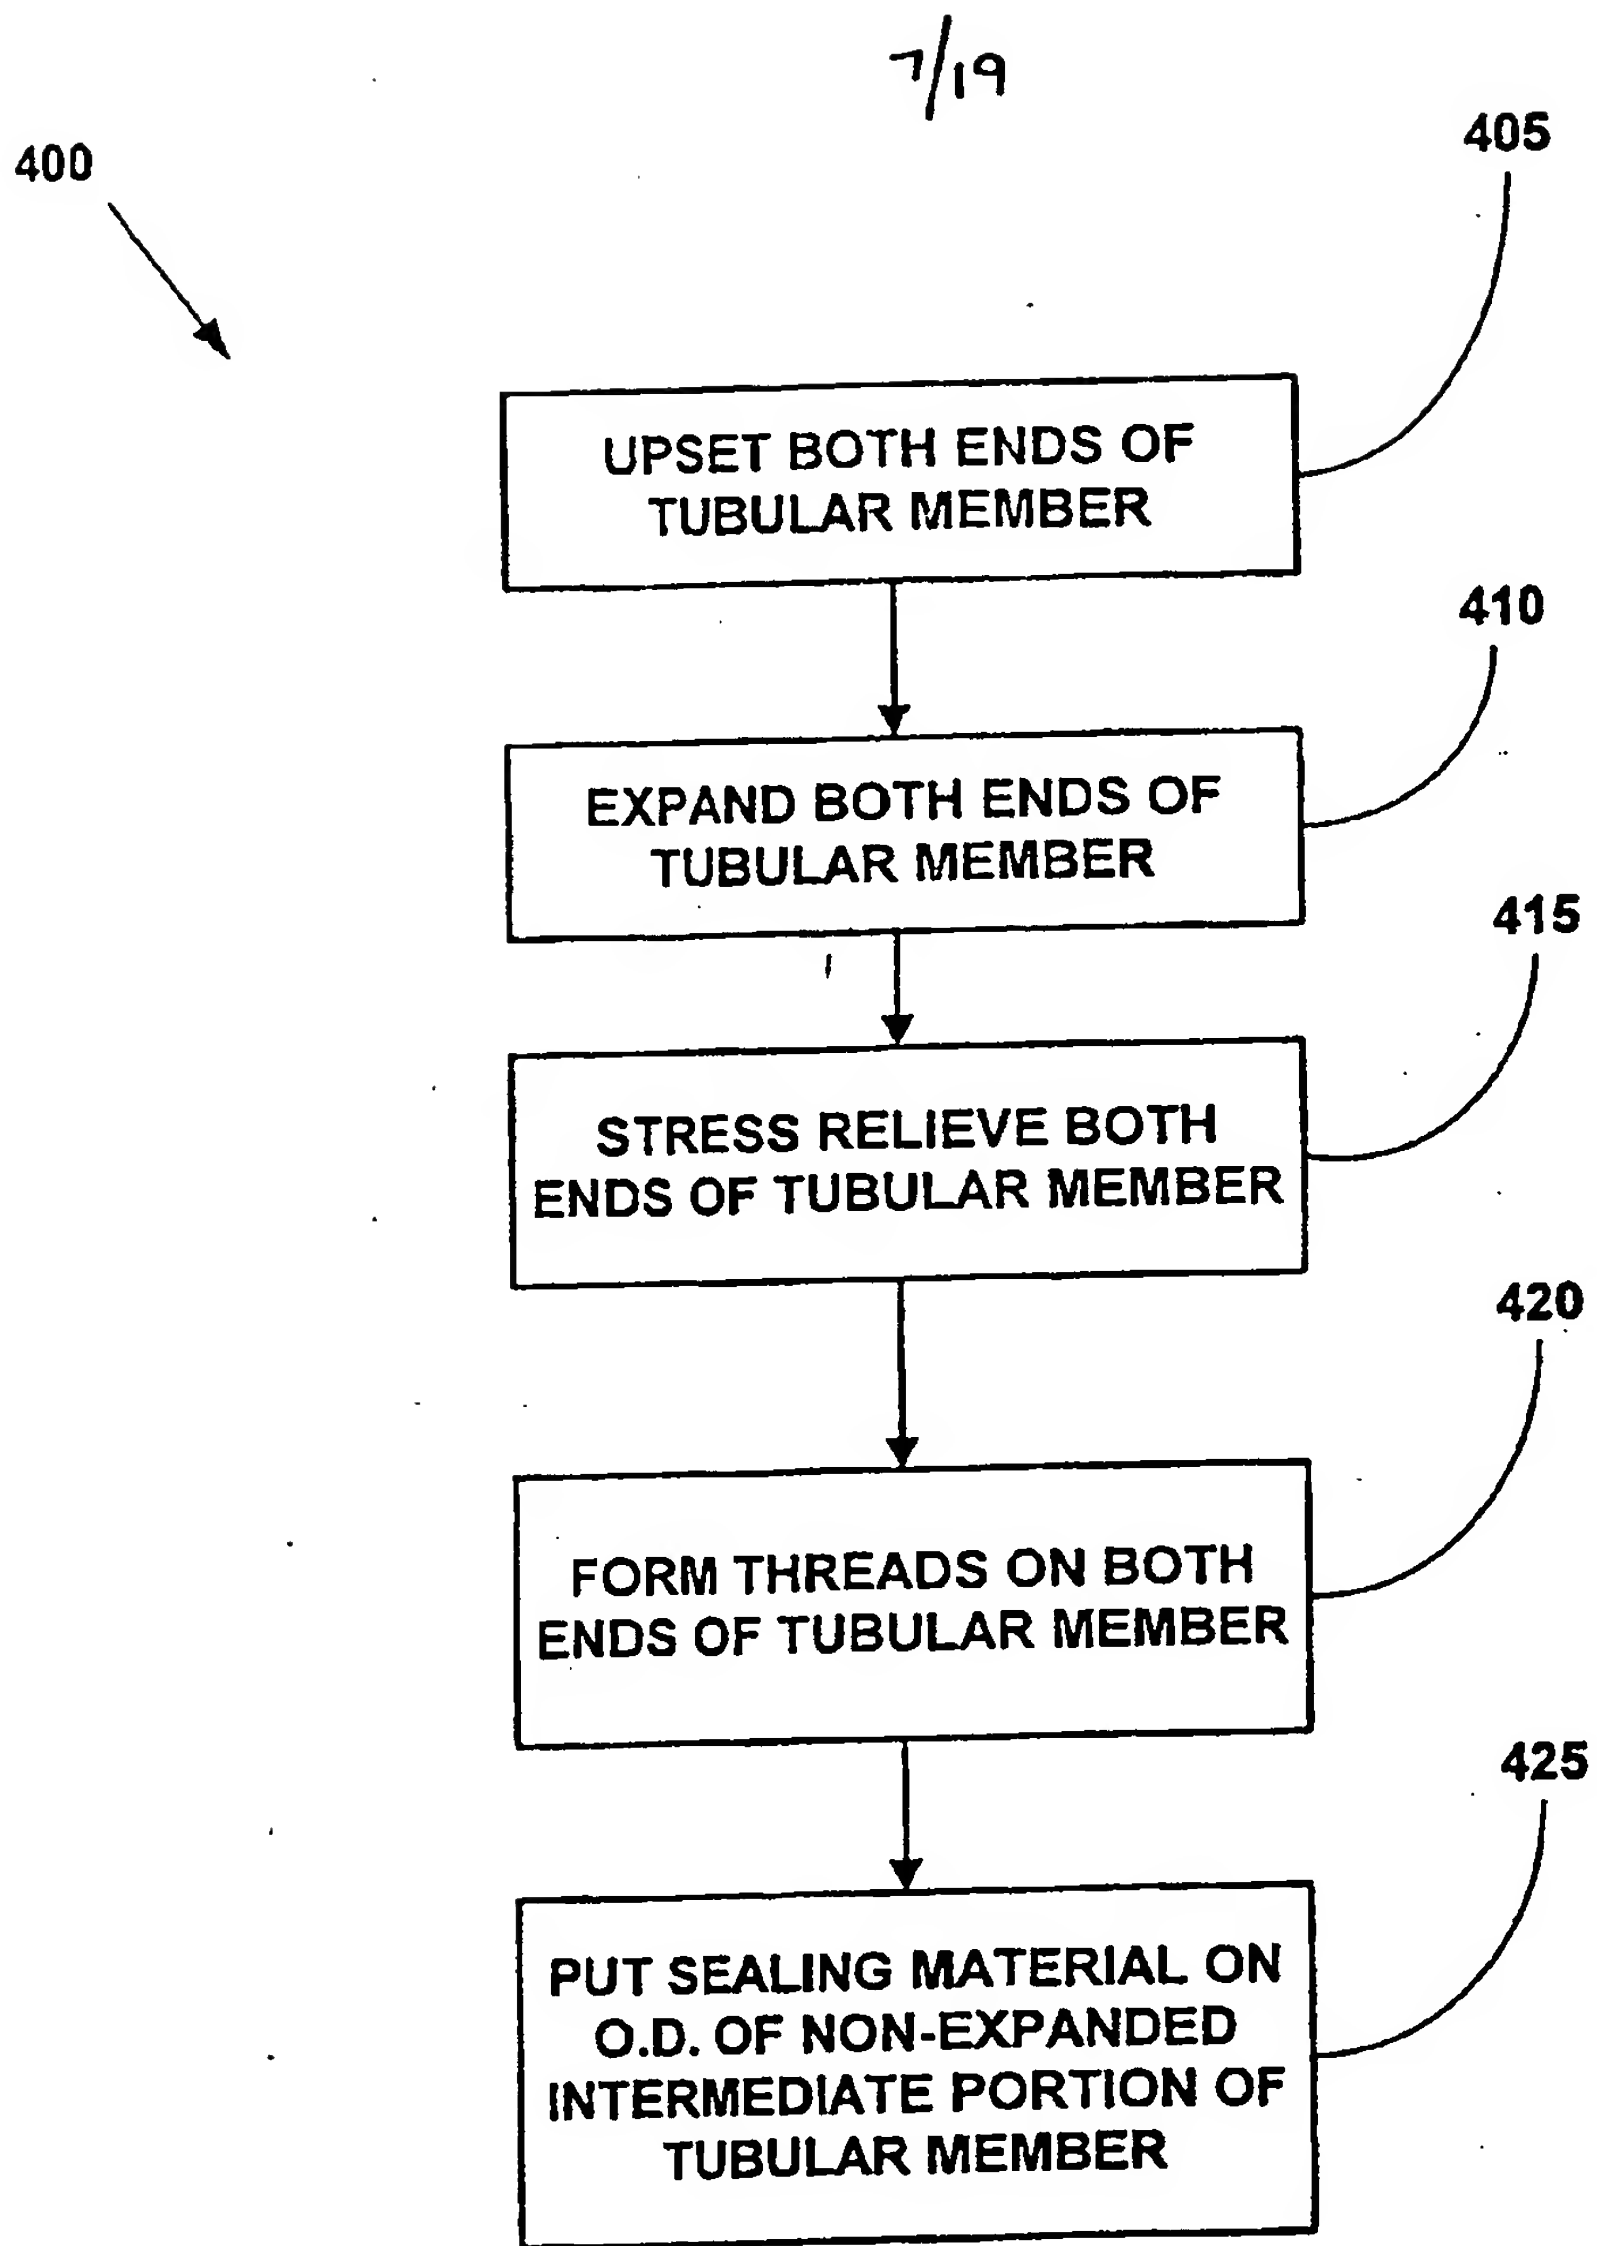 7/19
400
405
UPSET BOTH ENDS OF
TUBULAR MEMBER
410
EXPAND BOTH ENDS OF
TUBULAR MEMBER
415
STRESS RELIEVE BOTH
ENDS OF TUBULAR MEMBER
420
FORM THREADS ON BOTH
ENDS OF TUBULAR MEMBER
425
PUT SEALING MATERIAL ON
O.D. OF NON-EXPANDED
INTERMEDIATE PORTION OF
TUBULAR MEMBER